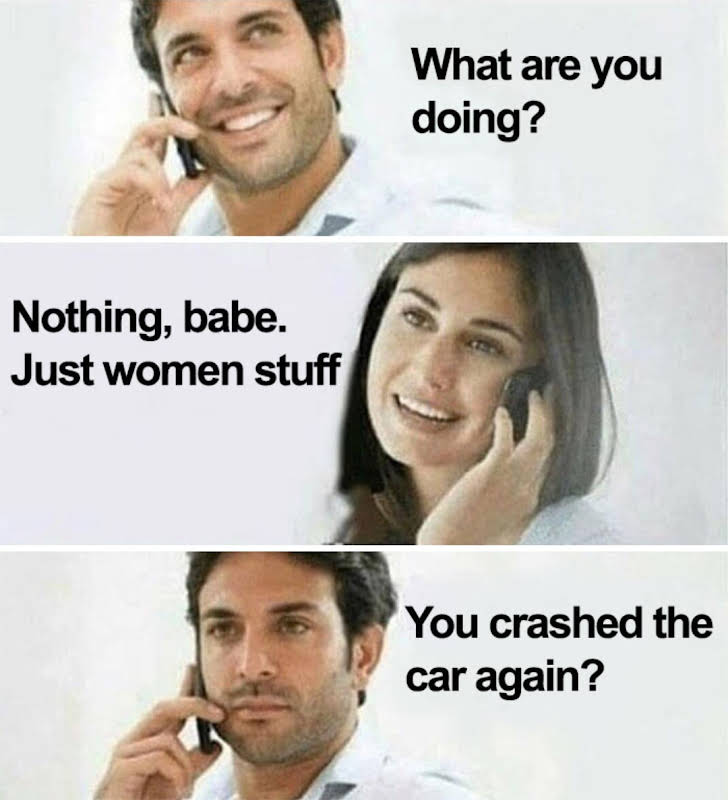 What are you
doing?
Nothing, babe.
Just women stuff
You crashed the
car again?